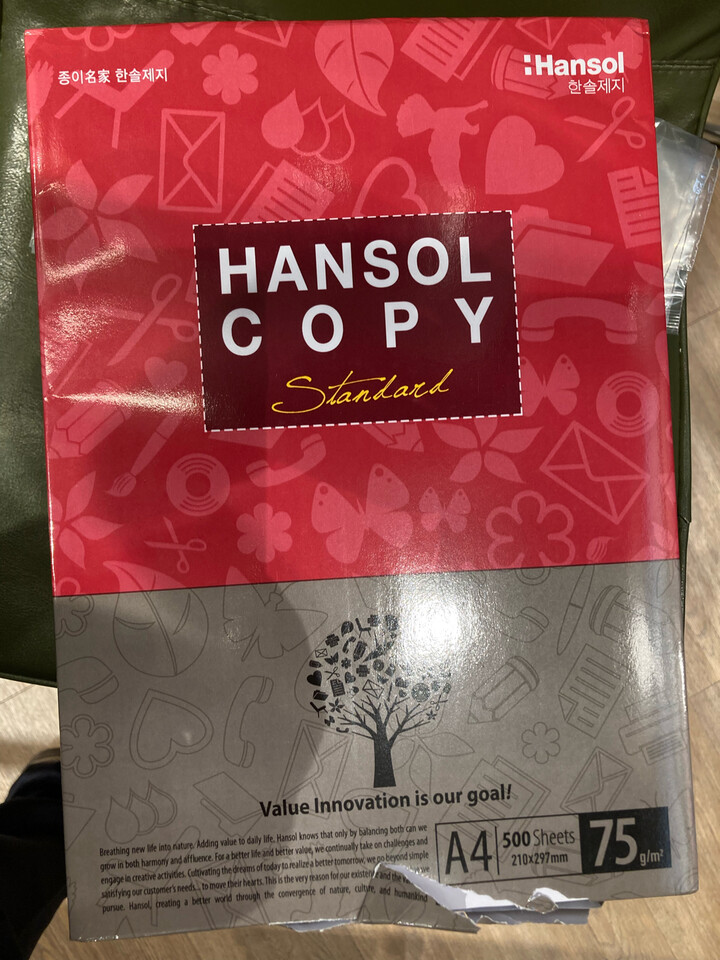 종이名家 한솔제지
Hansol
한솔제지
HANSOL
COPY
Standard
Value Innovation is our goal!
Breathing new life into nature. Adding value to daily life. Hansol knows that only by balancing both can we
grow in both harmony and affluence. For a better life and better value, we continually take on challenges and
engage in creative activities. Cultivating the dreams of today to realize a better tomorrow, we go beyond simple
satisfying our customer's needs... to move their hearts. This is the very reason for our existence and the we
pursue. Hansol, creating a better world through the convergence of nature, culture, and humankind
A4
500 Sheets
210×297mm
75g/m²